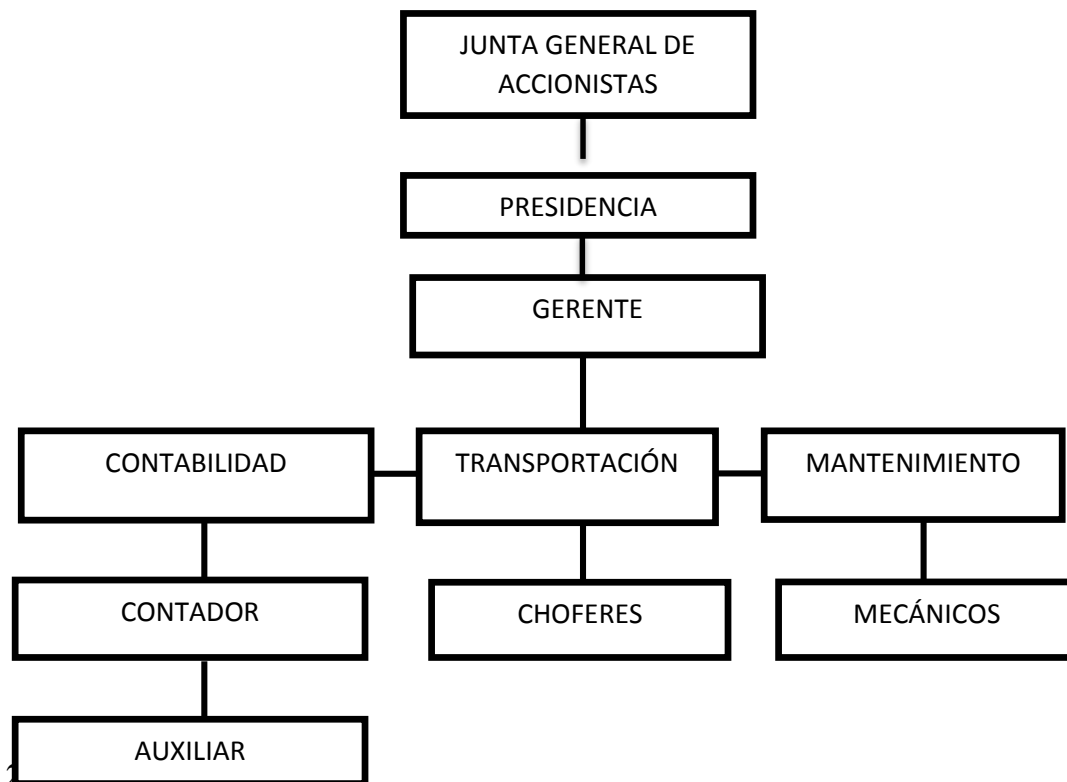 JUNTA GENERAL DE
ACCIONISTAS
PRESIDENCIA
GERENTE
CONTABILIDAD
TRANSPORTACIÓN
MANTENIMIENTO
CONTADOR
CHOFERES
MECÁNICOS
AUXILIAR